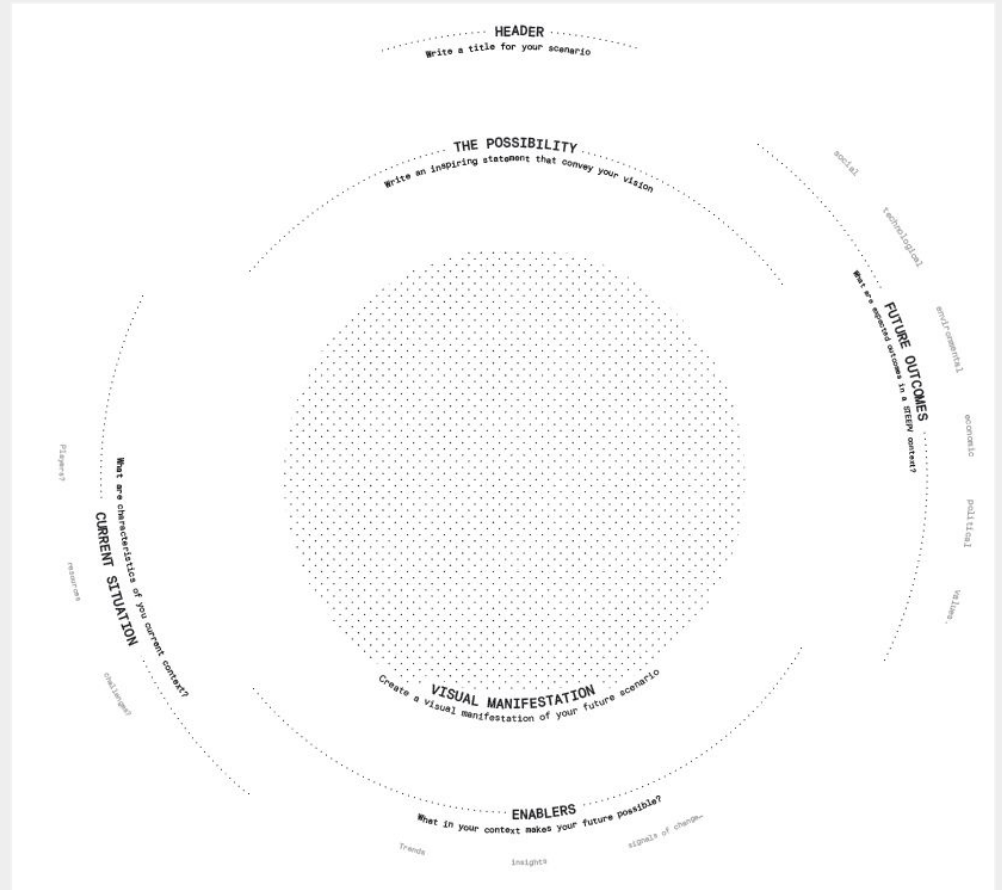 HEADER
Write a title for your scenario
THE POSSIBILITY
Write an inspiring statement that convey your vision
social
technological
environmental
economic
political
values.
FUTURE OUTCOMES
What are expected outcomes in a STEEPV context?
Players?
resources
challenges?
CURRENT SITUATION
What are characteristics of you current context?
VISUAL MANIFESTATION
Create a visual manifestation of your future scenario
ENABLERS
What in your context makes your future possible?
Trends
insights
signals of change…